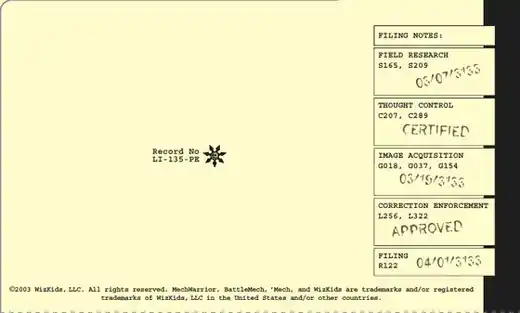 FILING NOTES:
FIELD RESEARCH
S165, S209
03/07/3133
THOUGHT CONTROL
C207, C289
CERTIFIED
Record No
LI-135-PE
IMAGE ACQUISITION
G018, G037, G154
03/19/3133
CORRECTION ENFORCEMENT
L256, L322
APPROVED
FILING
R122
04/01/3133
©2003 WizKids, LLC. All rights reserved. MechWarrior, BattleMech, 'Mech, and WizKids are trademarks and/or registered
trademarks of WizKids, LLC in the United States and/or other countries.